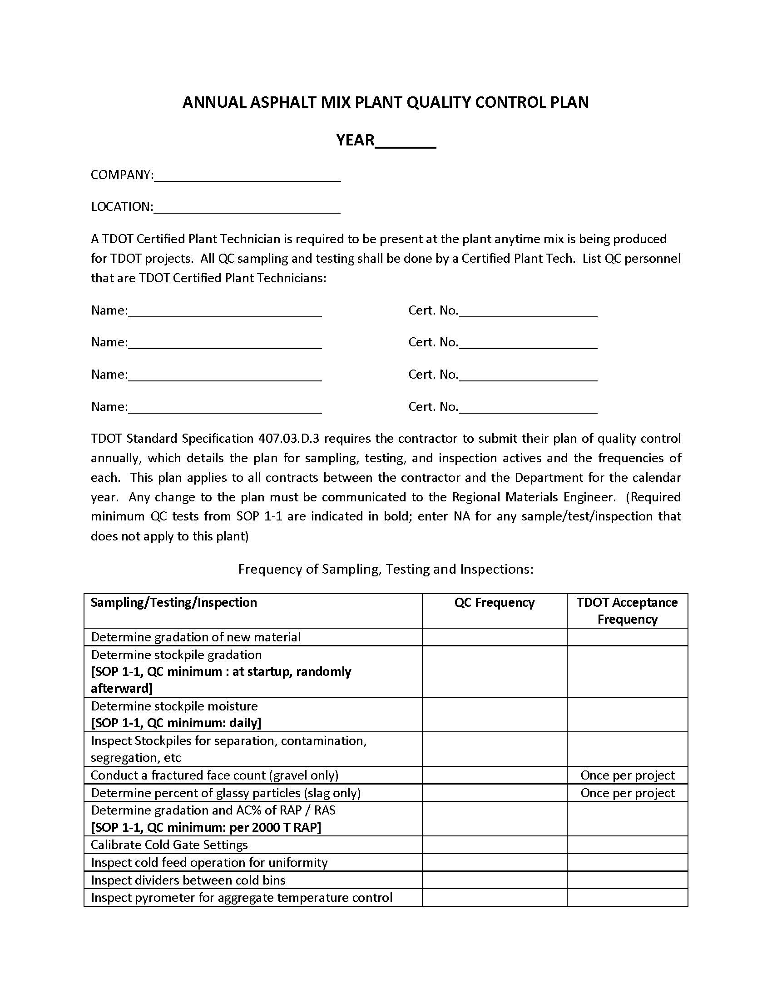 ANNUAL ASPHALT MIX PLANT QUALITY CONTROL PLAN
YEAR_______
COMPANY:___________________________
LOCATION:___________________________
A TDOT Certified Plant Technician is required to be present at the plant anytime mix is being produced
for TDOT projects.  All QC sampling and testing shall be done by a Certified Plant Tech.  List QC personnel
that are TDOT Certified Plant Technicians:
Name:____________________________ Cert. No.____________________
Name:____________________________ Cert. No.____________________
Name:____________________________ Cert. No.____________________
Name:____________________________ Cert. No.____________________
TDOT Standard Specification 407.03.D.3 requires the contractor to submit their plan of quality control
annually, which details the plan for sampling, testing, and inspection actives and the frequencies of
each.  This plan applies to all contracts between the contractor and the Department for the calendar
year.  Any change to the plan must be communicated to the Regional Materials Engineer.  (Required
minimum QC tests from SOP 1-1 are indicated in bold; enter NA for any sample/test/inspection that
does not apply to this plant)
Frequency of Sampling, Testing and Inspections:
Sampling/Testing/Inspection QC Frequency TDOT Acceptance
Frequency
Determine gradation of new material
Determine stockpile gradation
[SOP 1-1, QC minimum : at startup, randomly
afterward]
Determine stockpile moisture
[SOP 1-1, QC minimum: daily]
Inspect Stockpiles for separation, contamination,
segregation, etc
Conduct a fractured face count (gravel only) Once per project
Determine percent of glassy particles (slag only) Once per project
Determine gradation and AC% of RAP / RAS
[SOP 1-1, QC minimum: per 2000 T RAP]
Calibrate Cold Gate Settings
Inspect cold feed operation for uniformity
Inspect dividers between cold bins
Inspect pyrometer for aggregate temperature control